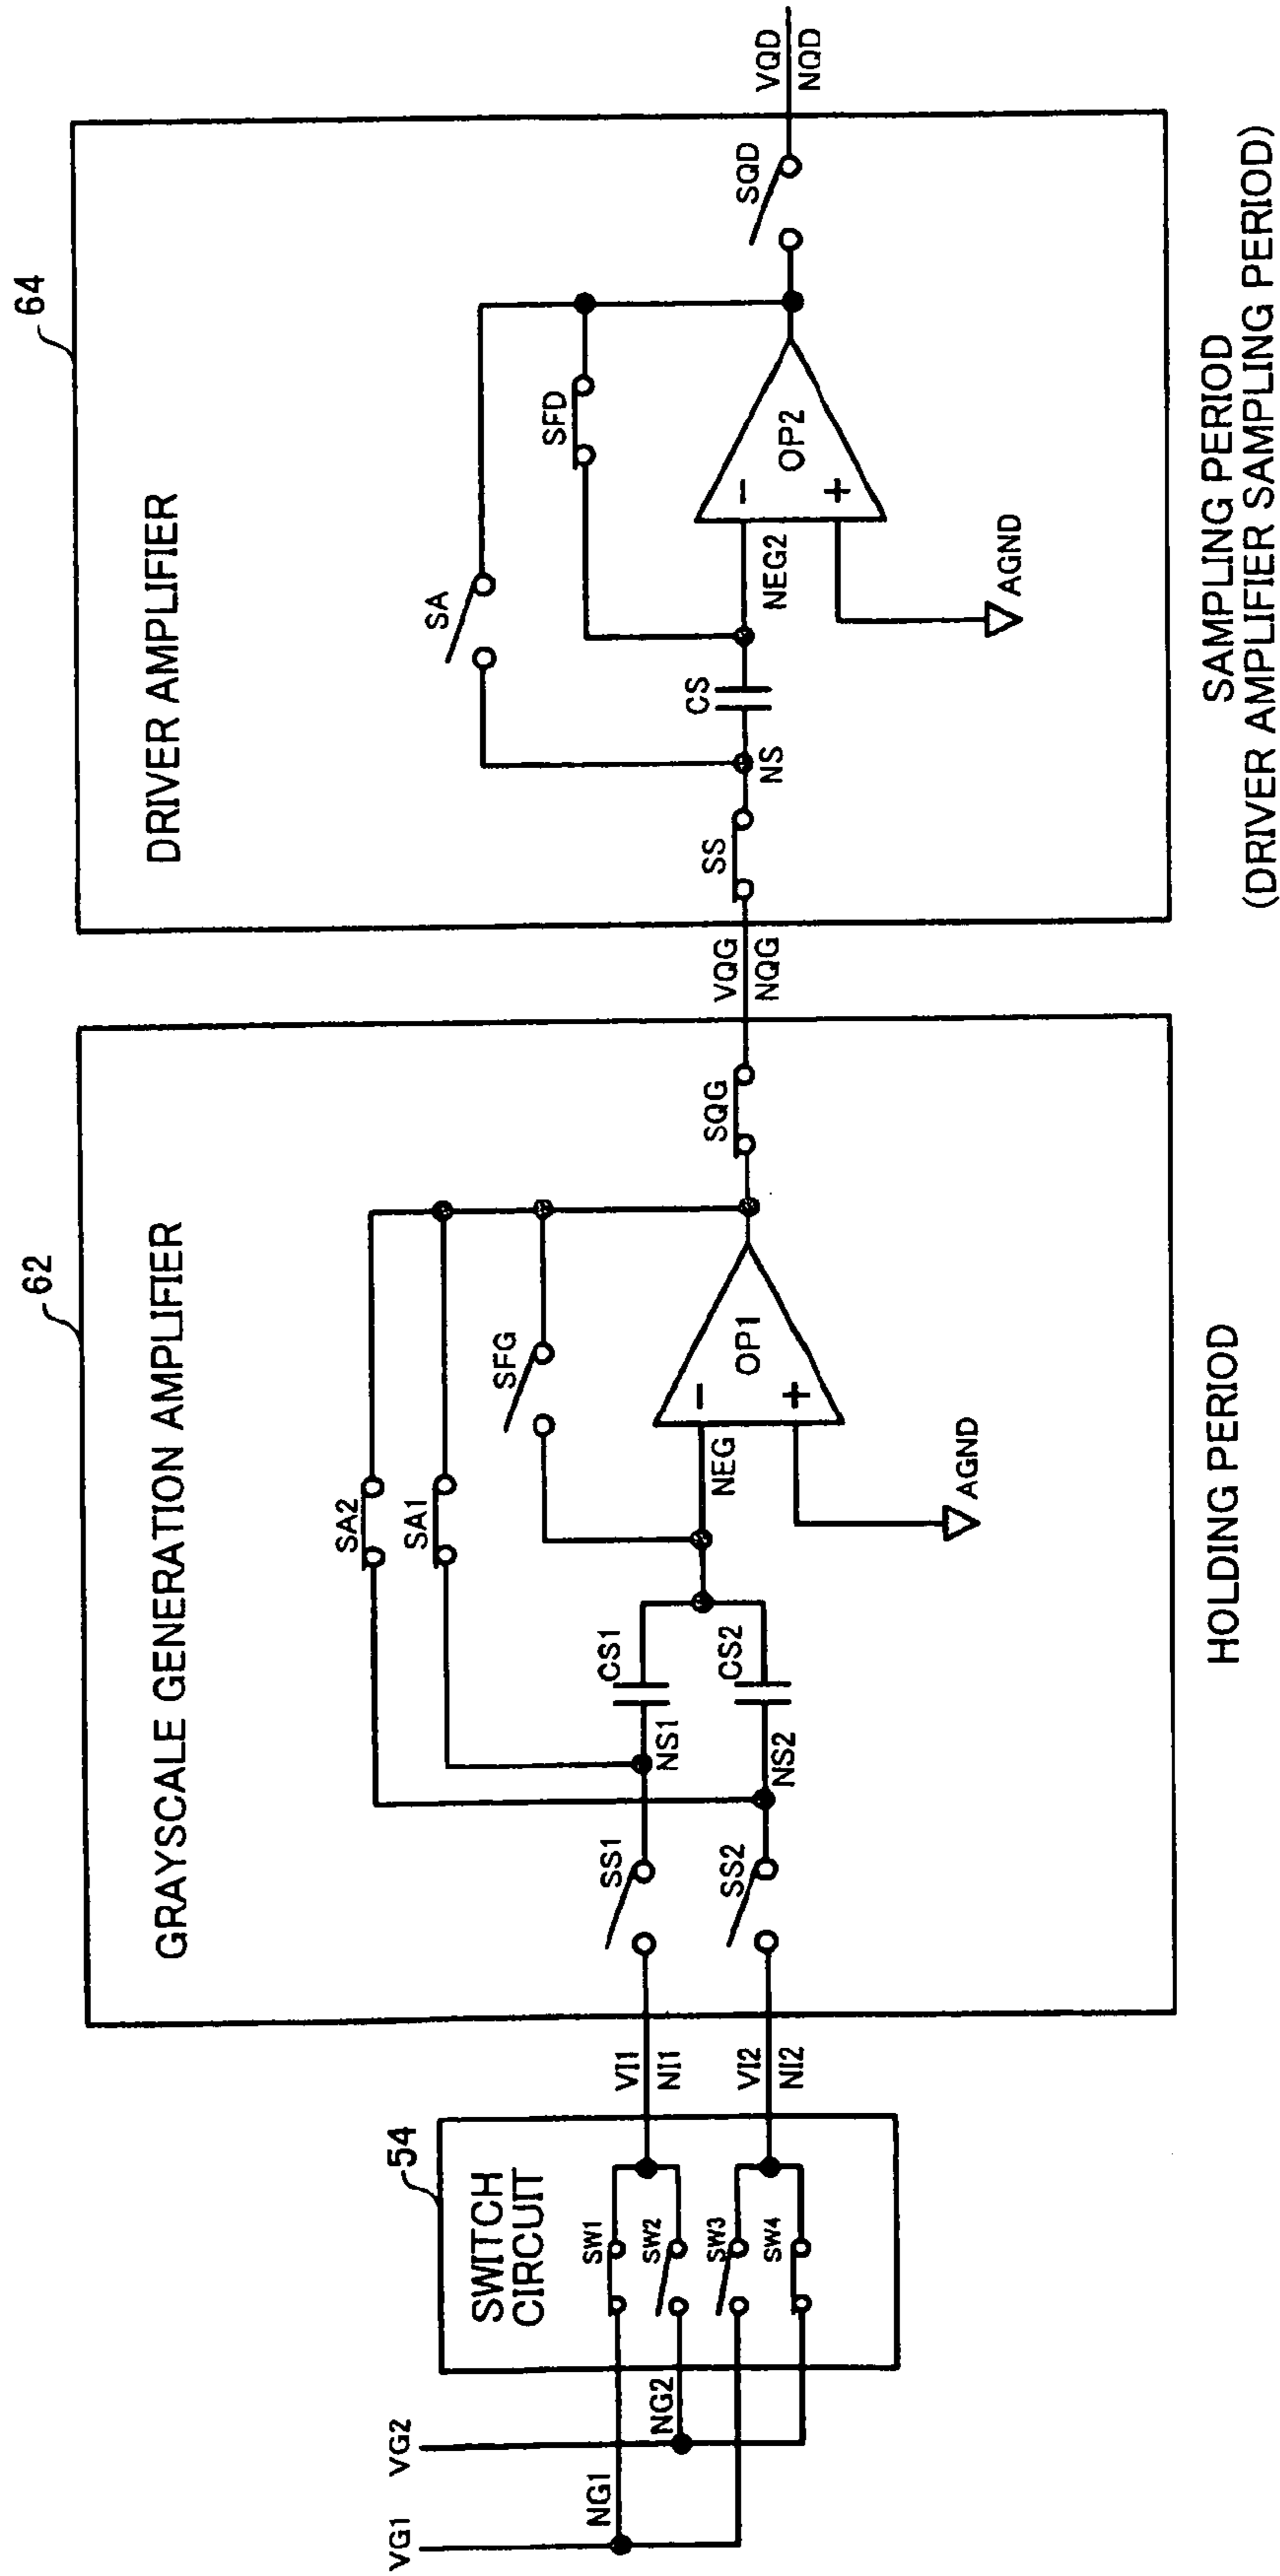 VG1
VG2
NG1
NG2
54
SWITCH
CIRCUIT
SW1
SW2
SW3
SW4
VI1
NI1
VI2
NI2
62
GRAYSCALE GENERATION AMPLIFIER
SS1
SS2
NS1
NS2
CS1
CS2
SA2
SA1
SFG
NEG
OP1
−
+
AGND
SQG
HOLDING PERIOD
VQG
NQG
64
DRIVER AMPLIFIER
SS
NS
CS
SA
SFD
NEG2
OP2
−
+
AGND
SQD
VQD
NQD
SAMPLING PERIOD
(DRIVER AMPLIFIER SAMPLING PERIOD)